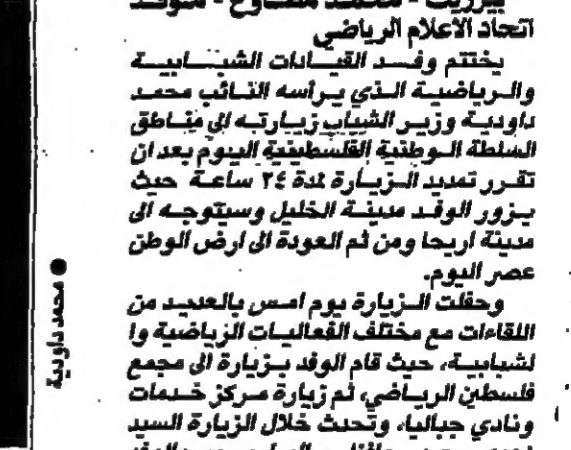 بيرزيت - محمد مطاوع - موفد
اتحاد الاعلام الرياضي
يختتم وفد القيادات الشبابية
والرياضية الذي يرأسه النائب محمد
داودية وزير الشباب زيارته الى مناطق
السلطة الوطنية الفلسطينية اليوم بعد ان
تقرر تمديد الزيارة لمدة ٢٤ ساعة حيث
يزور الوفد مدينة الخليل وسيتوجه الى
مدينة اريحا ومن ثم العودة الى ارض الوطن
عصر اليوم.
وحفلت الزيارة يوم امس بالعديد من
اللقاءات مع مختلف الفعاليات الرياضية وا
لشبابية، حيث قام الوفد بزيارة الى مجمع
فلسطين الرياضي، ثم زيارة مركز خدمات
ونادي جباليا، وتحدث خلال الزيارة السيد
● محمد داودية